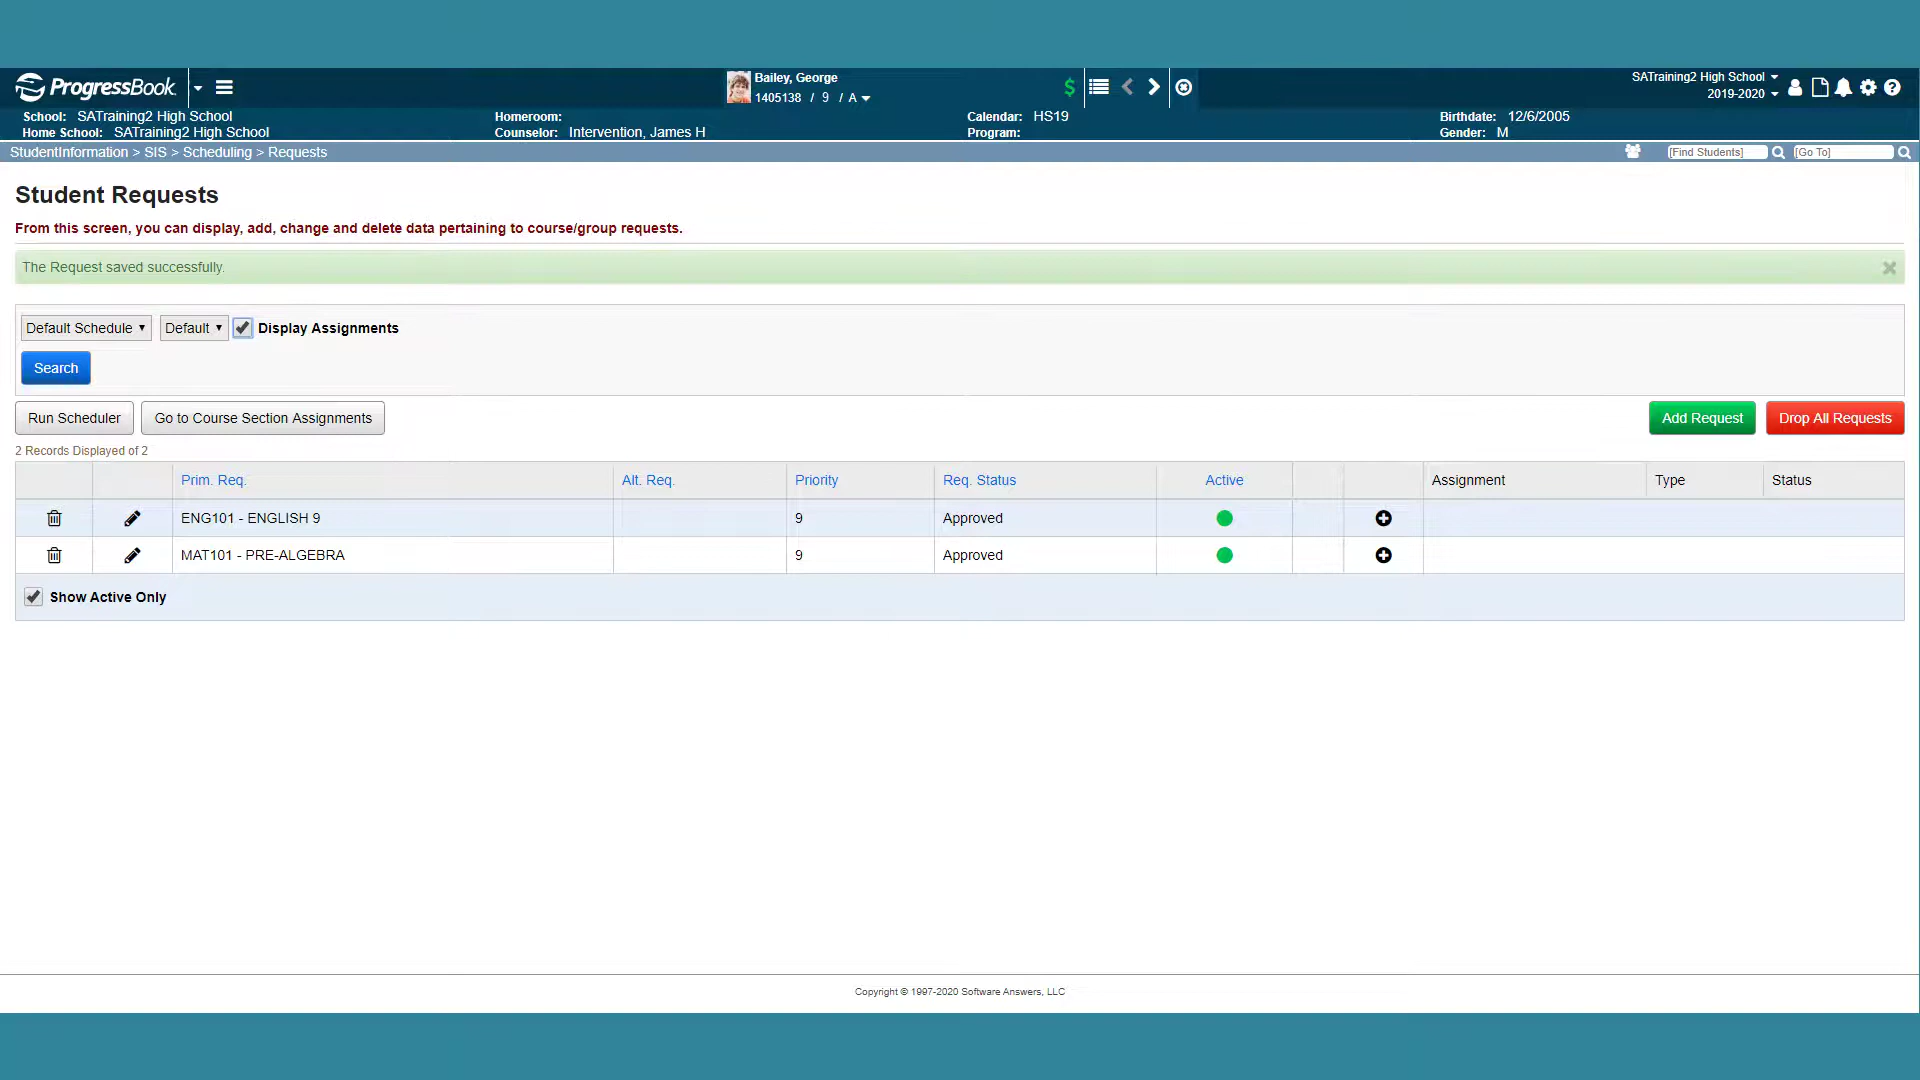 ProgressBook
Bailey, George
1405138 / 9 / A
$
SATraining2 High School
2019-2020
School: SATraining2 High School
Homeroom:
Calendar: HS19
Birthdate: 12/6/2005
Home School: SATraining2 High School
Counselor: Intervention, James H
Program:
Gender: M
StudentInformation > SIS > Scheduling > Requests
[Find Students]
[Go To]
Student Requests
From this screen, you can display, add, change and delete data pertaining to course/group requests.
The Request saved successfully.
Default Schedule
Default
Display Assignments
Search
Run Scheduler
Go to Course Section Assignments
Add Request
Drop All Requests
2 Records Displayed of 2
Prim. Req. Alt. Req. Priority Req. Status Active Assignment Type Status
ENG101 - ENGLISH 9 9 Approved
MAT101 - PRE-ALGEBRA 9 Approved
Show Active Only
Copyright © 1997-2020 Software Answers, LLC